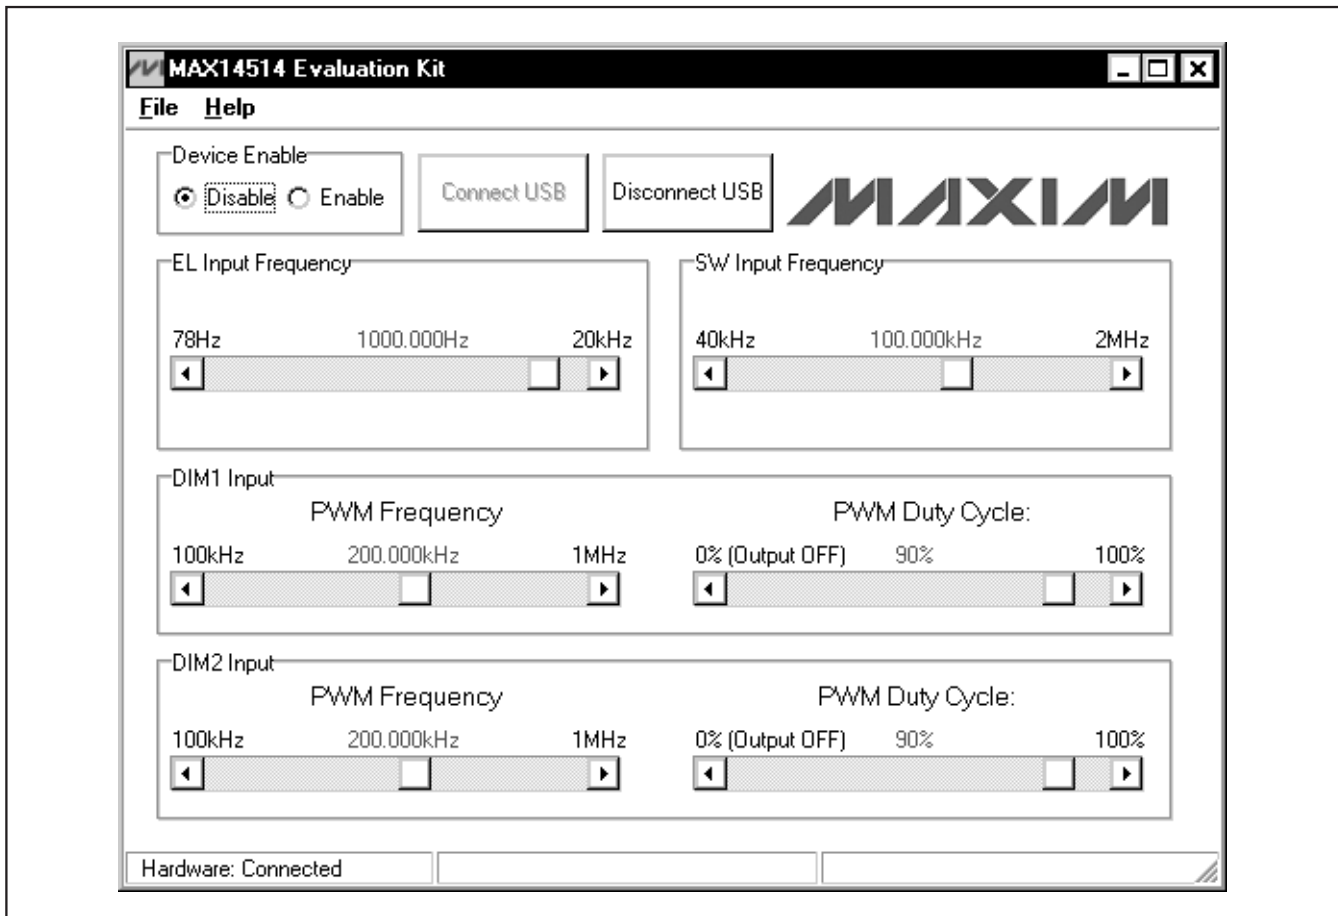 MAX14514 Evaluation Kit
File Help
Device Enable
Disable Enable
Connect USB
Disconnect USB
MAXIM
EL Input Frequency
78Hz 1000.000Hz 20kHz
SW Input Frequency
40kHz 100.000kHz 2MHz
DIM1 Input
PWM Frequency PWM Duty Cycle:
100kHz 200.000kHz 1MHz 0% (Output OFF) 90% 100%
DIM2 Input
PWM Frequency PWM Duty Cycle:
100kHz 200.000kHz 1MHz 0% (Output OFF) 90% 100%
Hardware: Connected